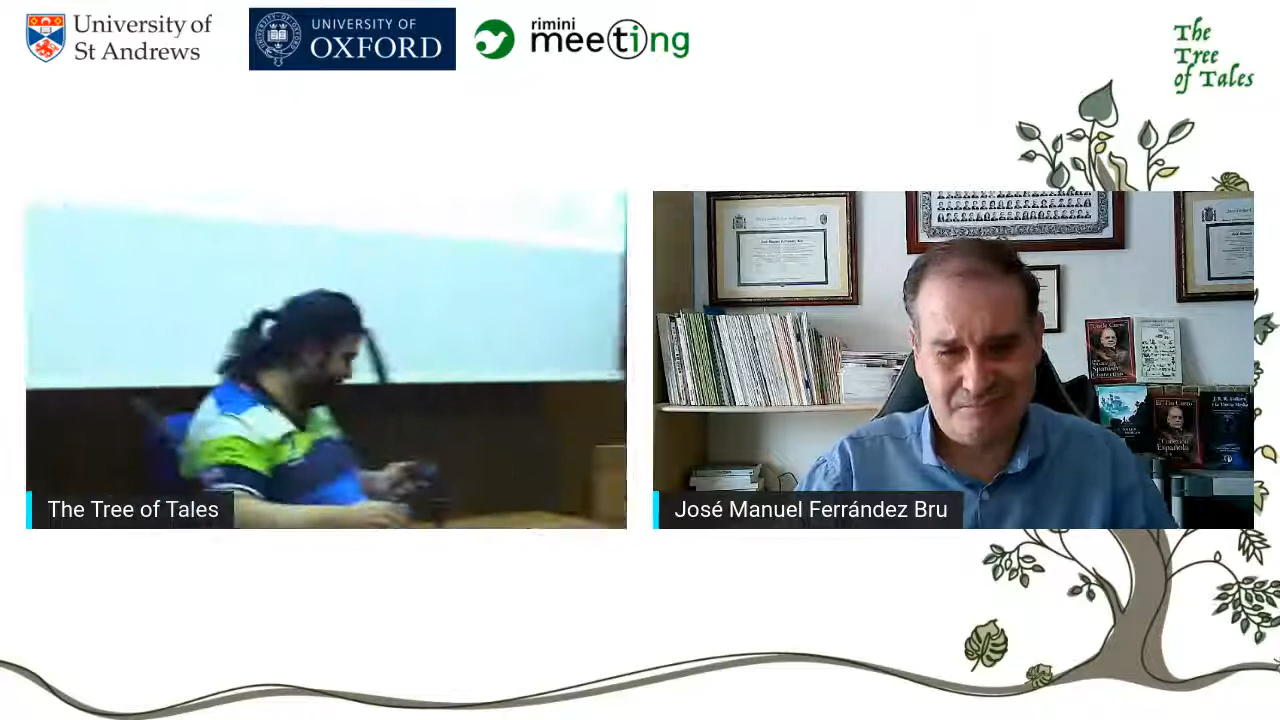 University of
St Andrews
UNIVERSITY OF
OXFORD
rimini
meeting
The
Tree
of Tales
The Tree of Tales
José Manuel Ferrández Bru